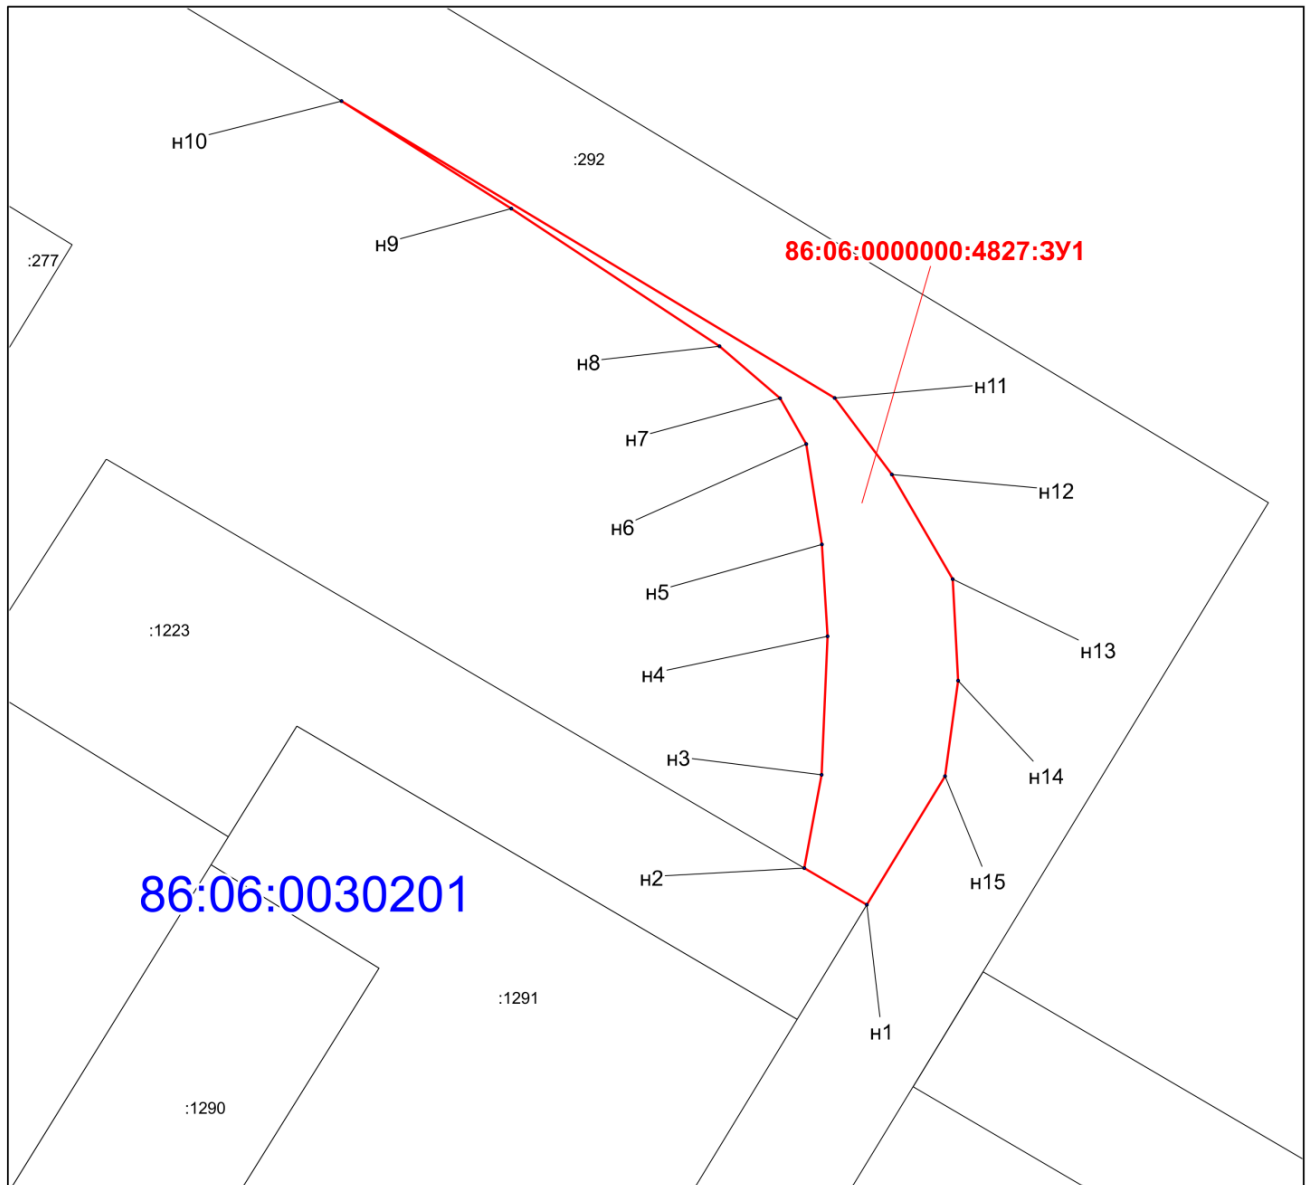 н10
:292
н9
86:06:0000000:4827:ЗУ1
:277
н8
н11
н7
н12
н6
н5
:1223
н13
н4
н3
н14
н2
н15
86:06:0030201
:1291
н1
:1290